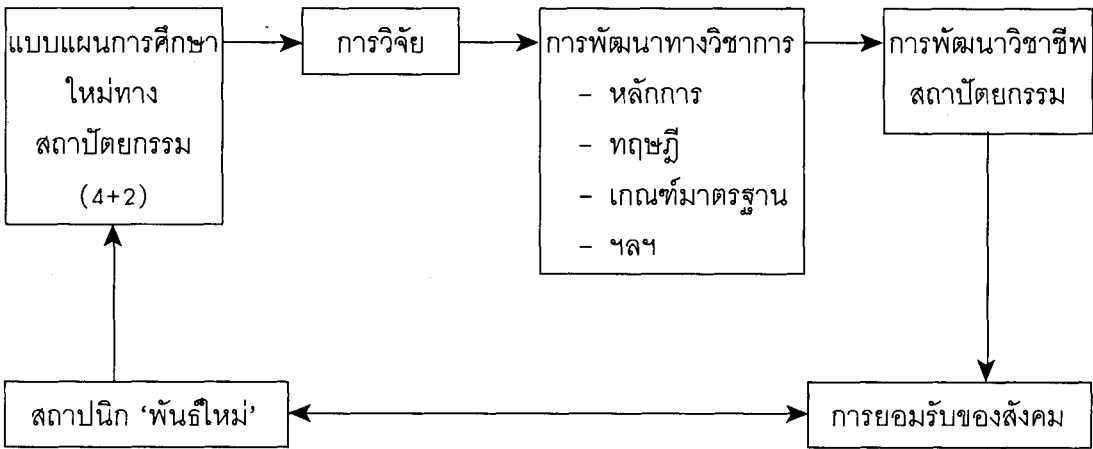 แบบแผนการศึกษา
ใหม่ทาง
สถาปัตยกรรม
(4+2)
การวิจัย
การพัฒนาทางวิชาการ
- หลักการ
- ทฤษฎี
- เกณฑ์มาตรฐาน
- ฯลฯ
การพัฒนาวิชาชีพ
สถาปัตยกรรม
สถาปนิก ‘พันธ์ใหม่’
การยอมรับของสังคม